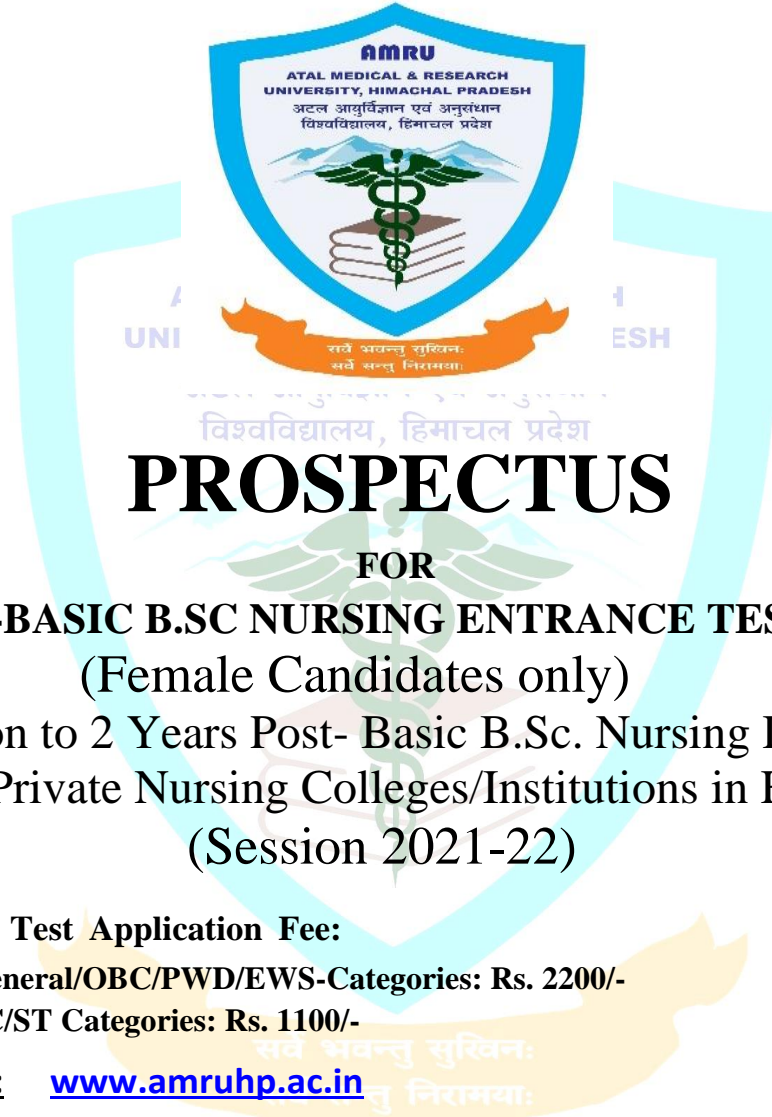 AMRU
ATAL MEDICAL & RESEARCH
UNIVERSITY, HIMACHAL PRADESH
अटल आयुर्विज्ञान एवं अनुसंधान
विश्वविद्यालय, हिमाचल प्रदेश
सर्वे भवन्तु सुखिनः
सर्वे सन्तु निरामयाः
UNI ESH
विश्वविद्यालय, हिमाचल प्रदेश
PROSPECTUS
FOR
-BASIC B.SC NURSING ENTRANCE TES
(Female Candidates only)
on to 2 Years Post- Basic B.Sc. Nursing
Private Nursing Colleges/Institutions in
(Session 2021-22)
Test Application Fee:
eneral/OBC/PWD/EWS-Categories: Rs. 2200/-
C/ST Categories: Rs. 1100/-
: www.amruhp.ac.in
सर्वे भवन्तु सुखिनः
सन्तु निरामयाः